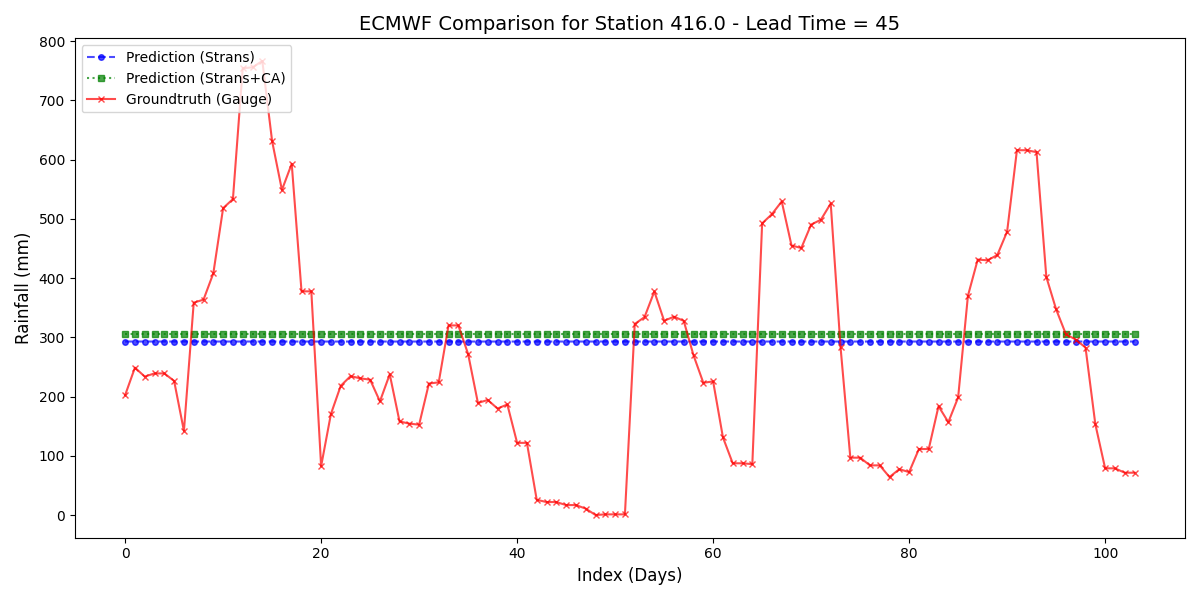 ECMWF Comparison for Station 416.0 - Lead Time = 45
800
700
600
500
400
300
200
100
0
Rainfall (mm)
Prediction (Strans)
Prediction (Strans+CA)
Groundtruth (Gauge)
0
20
40
60
80
100
Index (Days)